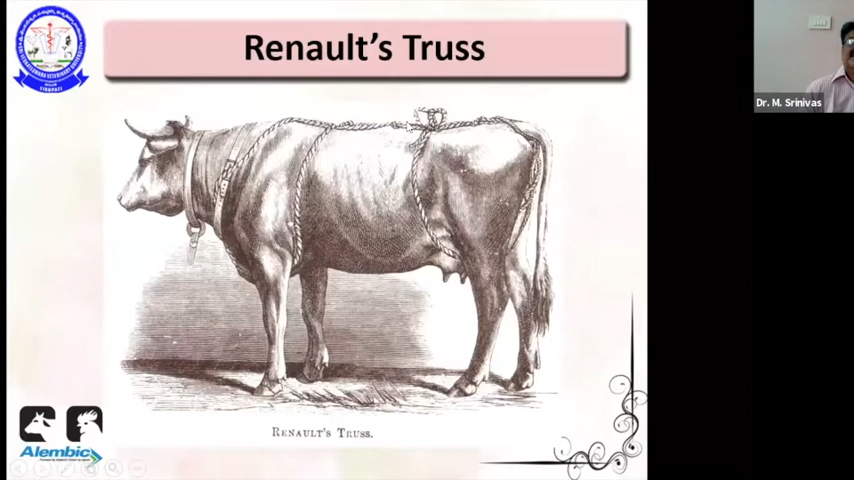 Renault's Truss
Dr. M. Srinivas
RENAULT'S TRUSS.
Alembic